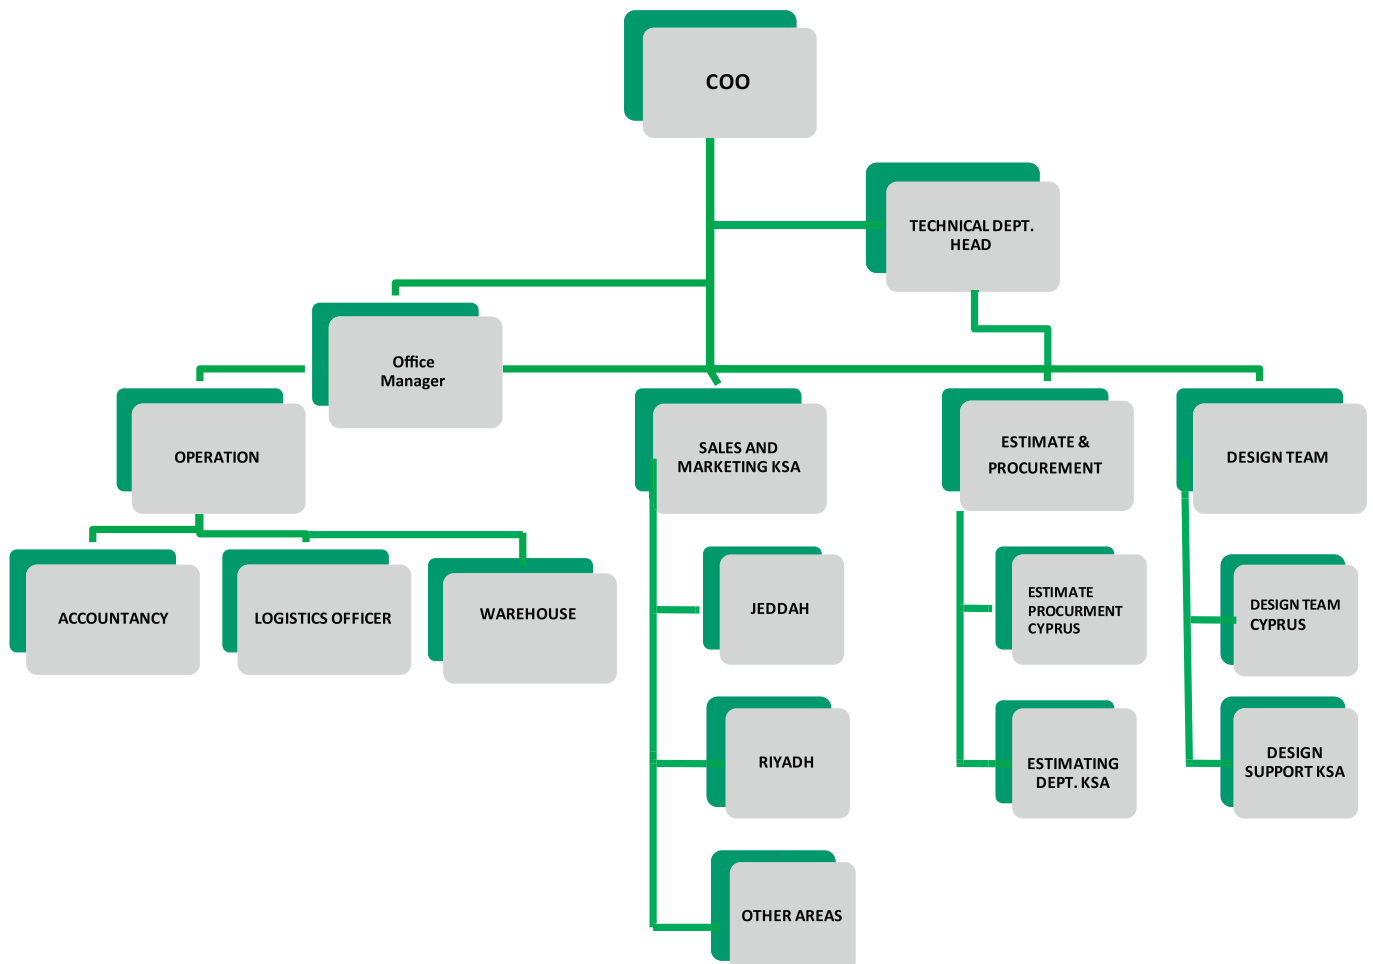 COO
TECHNICAL DEPT.
HEAD
Office
Manager
OPERATION
SALES AND
MARKETING KSA
ESTIMATE &
PROCUREMENT
DESIGN TEAM
ACCOUNTANCY
LOGISTICS OFFICER
WAREHOUSE
JEDDAH
ESTIMATE
PROCURMENT
CYPRUS
DESIGN TEAM
CYPRUS
RIYADH
ESTIMATING
DEPT. KSA
DESIGN
SUPPORT KSA
OTHER AREAS